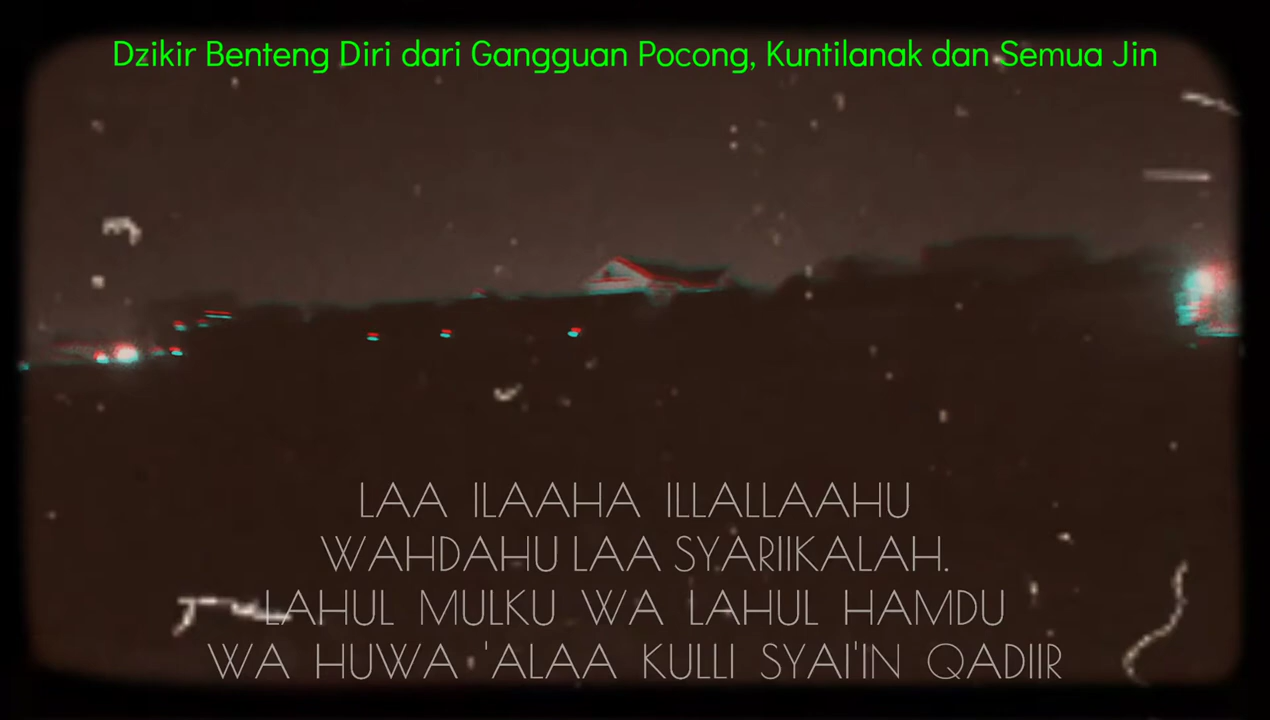 Dzikir Benteng Diri dari Gangguan Pocong, Kuntilanak dan Semua Jin
LAA ILAAHA ILLALLAAHU
WAHDAHU LAA SYARIIKALAH.
LAHUL MULKU WA LAHUL HAMDU
WA HUWA 'ALAA KULLI SYAI'IN QADIIR